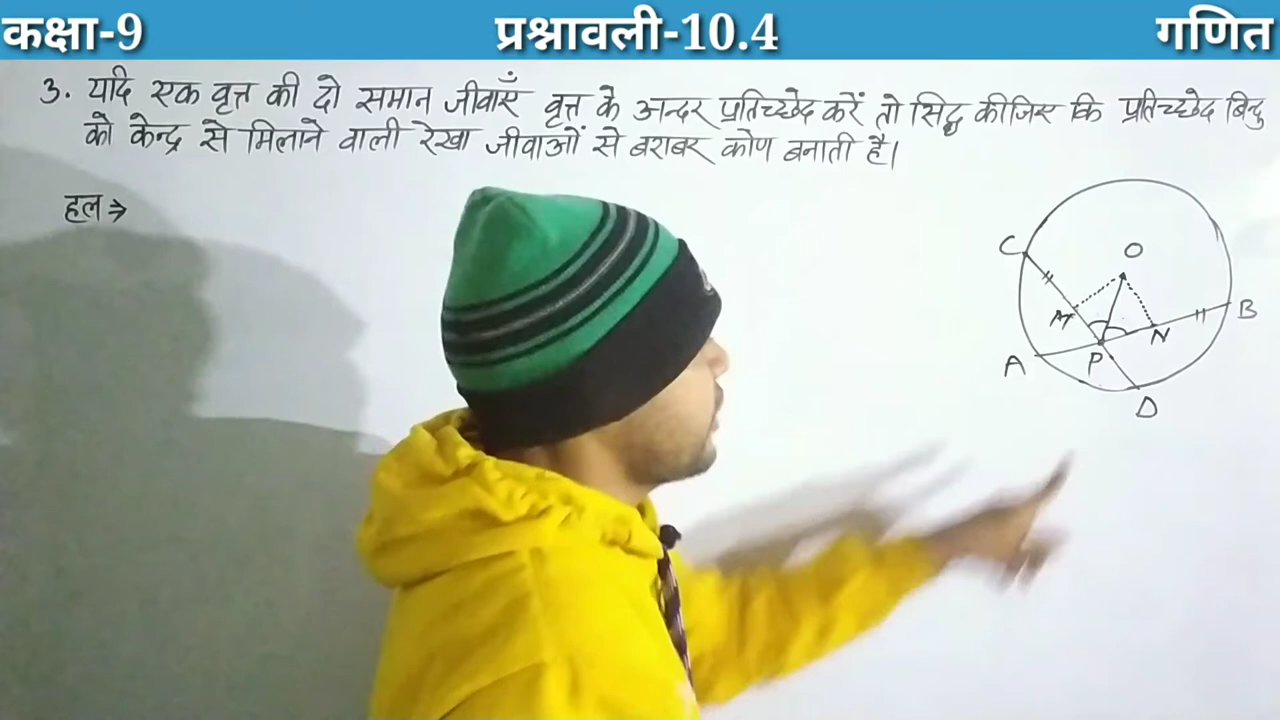 कक्षा-9 प्रश्नावली-10.4 गणित
3. यदि एक वृत्त की दो समान जीवाएँ वृत्त के अन्दर प्रतिच्छेद करें तो सिद्ध कीजिए कि प्रतिच्छेद बिन्दु
को केन्द्र से मिलाने वाली रेखा जीवाओं से बराबर कोण बनाती है।
हल ⇒
C
O
B
M
N
A
P
D